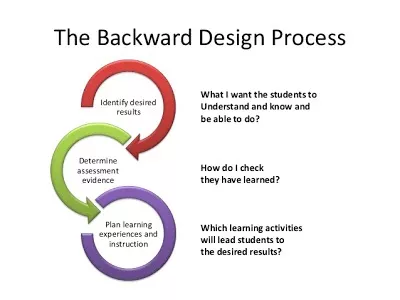 The Backward Design Process
Identify desired
results
What I want the students to
Understand and know and
be able to do?
Determine
assessment
evidence
How do I check
they have learned?
Plan learning
experiences and
instruction
Which learning activities
will lead students to
the desired results?